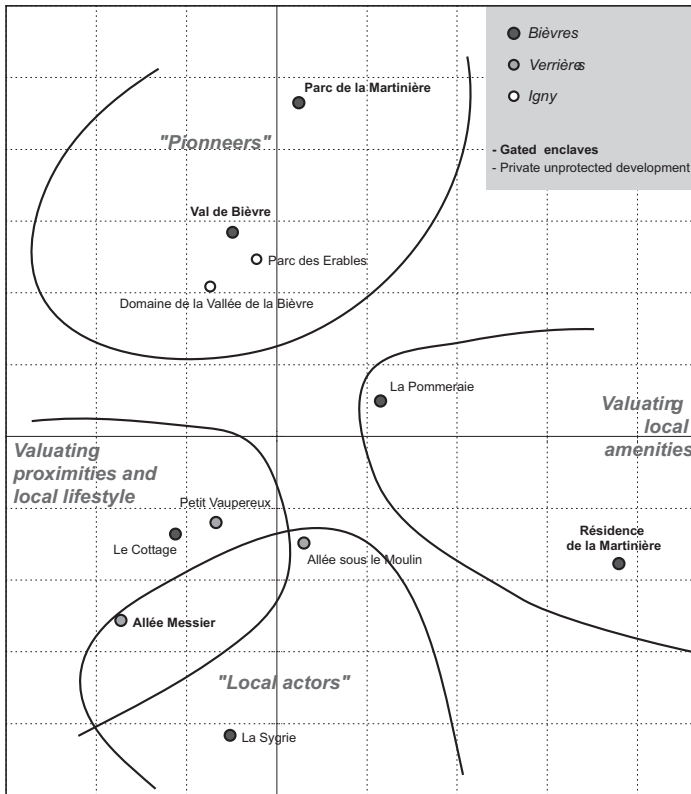 Bièvres
Verrières
Igny
- Gated enclaves
- Private unprotected development
Parc de la Martinière
"Pionneers"
Val de Bièvre
Parc des Erables
Domaine de la Vallée de la Bièvre
La Pommeraie
Valuating
local
amenities
Valuating
proximities and
local lifestyle
Petit Vaupereux
Le Cottage
Allée sous le Moulin
Résidence
de la Martinière
Allée Messier
"Local actors"
La Sygrie